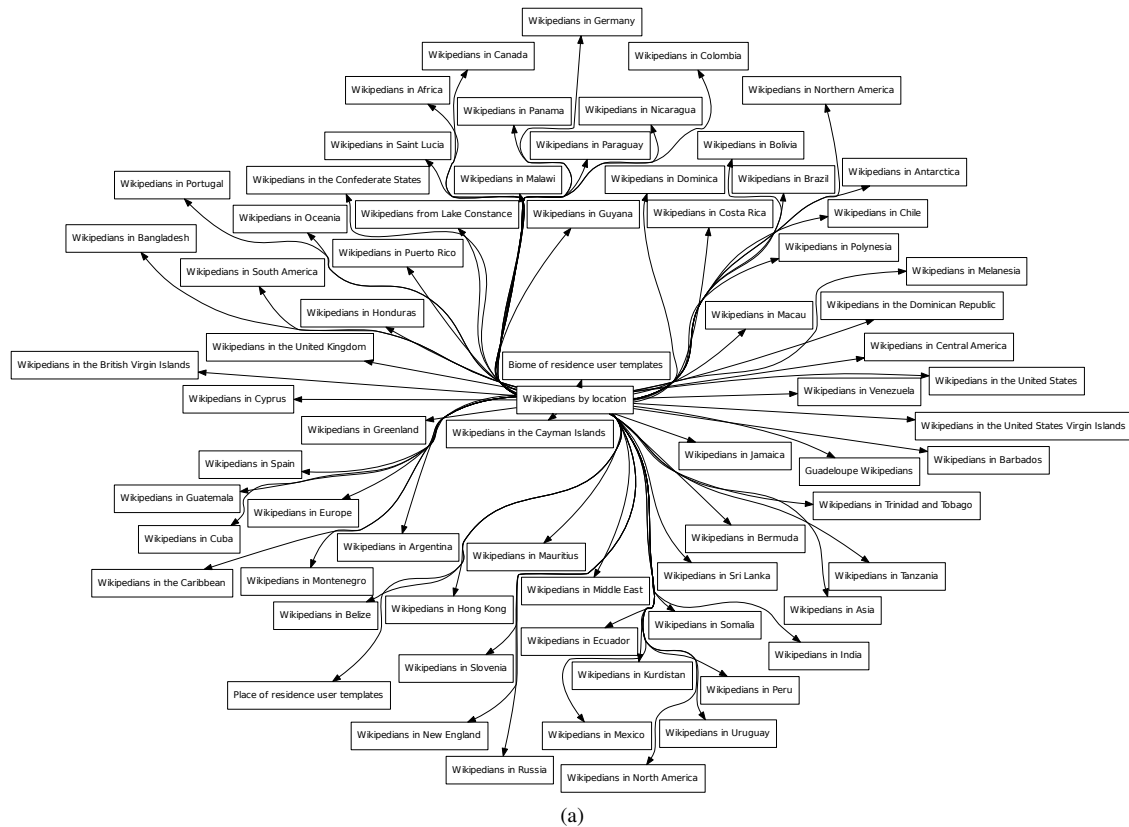 Wikipedians in Germany
Wikipedians in Canada
Wikipedians in Colombia
Wikipedians in Africa
Wikipedians in Northern America
Wikipedians in Panama
Wikipedians in Nicaragua
Wikipedians in Saint Lucia
Wikipedians in Paraguay
Wikipedians in Bolivia
Wikipedians in Portugal
Wikipedians in the Confederate States
Wikipedians in Malawi
Wikipedians in Dominica
Wikipedians in Brazil
Wikipedians in Antarctica
Wikipedians in Oceania
Wikipedians from Lake Constance
Wikipedians in Guyana
Wikipedians in Costa Rica
Wikipedians in Chile
Wikipedians in Bangladesh
Wikipedians in Puerto Rico
Wikipedians in Polynesia
Wikipedians in South America
Wikipedians in Melanesia
Wikipedians in Honduras
Wikipedians in Macau
Wikipedians in the Dominican Republic
Wikipedians in the United Kingdom
Wikipedians in Central America
Wikipedians in the British Virgin Islands
Biome of residence user templates
Wikipedians in the United States
Wikipedians in Cyprus
Wikipedians by location
Wikipedians in Venezuela
Wikipedians in Greenland
Wikipedians in the Cayman Islands
Wikipedians in the United States Virgin Islands
Wikipedians in Spain
Wikipedians in Jamaica
Guadeloupe Wikipedians
Wikipedians in Barbados
Wikipedians in Guatemala
Wikipedians in Europe
Wikipedians in Trinidad and Tobago
Wikipedians in Cuba
Wikipedians in Argentina
Wikipedians in Mauritius
Wikipedians in Bermuda
Wikipedians in the Caribbean
Wikipedians in Montenegro
Wikipedians in Sri Lanka
Wikipedians in Tanzania
Wikipedians in Belize
Wikipedians in Hong Kong
Wikipedians in Middle East
Wikipedians in Asia
Wikipedians in Ecuador
Wikipedians in Somalia
Wikipedians in India
Wikipedians in Slovenia
Wikipedians in Kurdistan
Place of residence user templates
Wikipedians in Peru
Wikipedians in New England
Wikipedians in Mexico
Wikipedians in Uruguay
Wikipedians in Russia
Wikipedians in North America
(a)